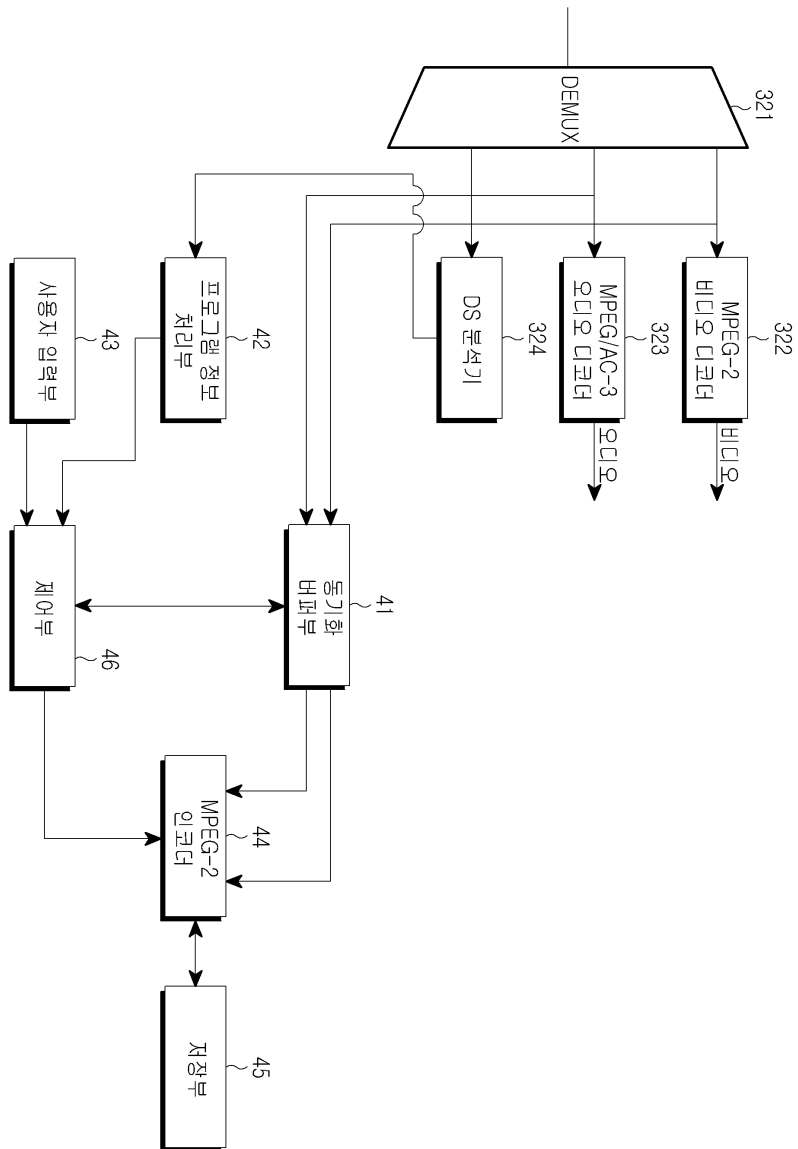 DEMUX
321
MPEG-2
비디오 디코더
322
비디오
MPEG/AC-3
오디오 디코더
323
오디오
DS 분석기
324
프로그램 정보
처리부
42
사용자 입력부
43
동기화
버퍼부
41
제어부
46
MPEG-2
인코더
44
저장부
45